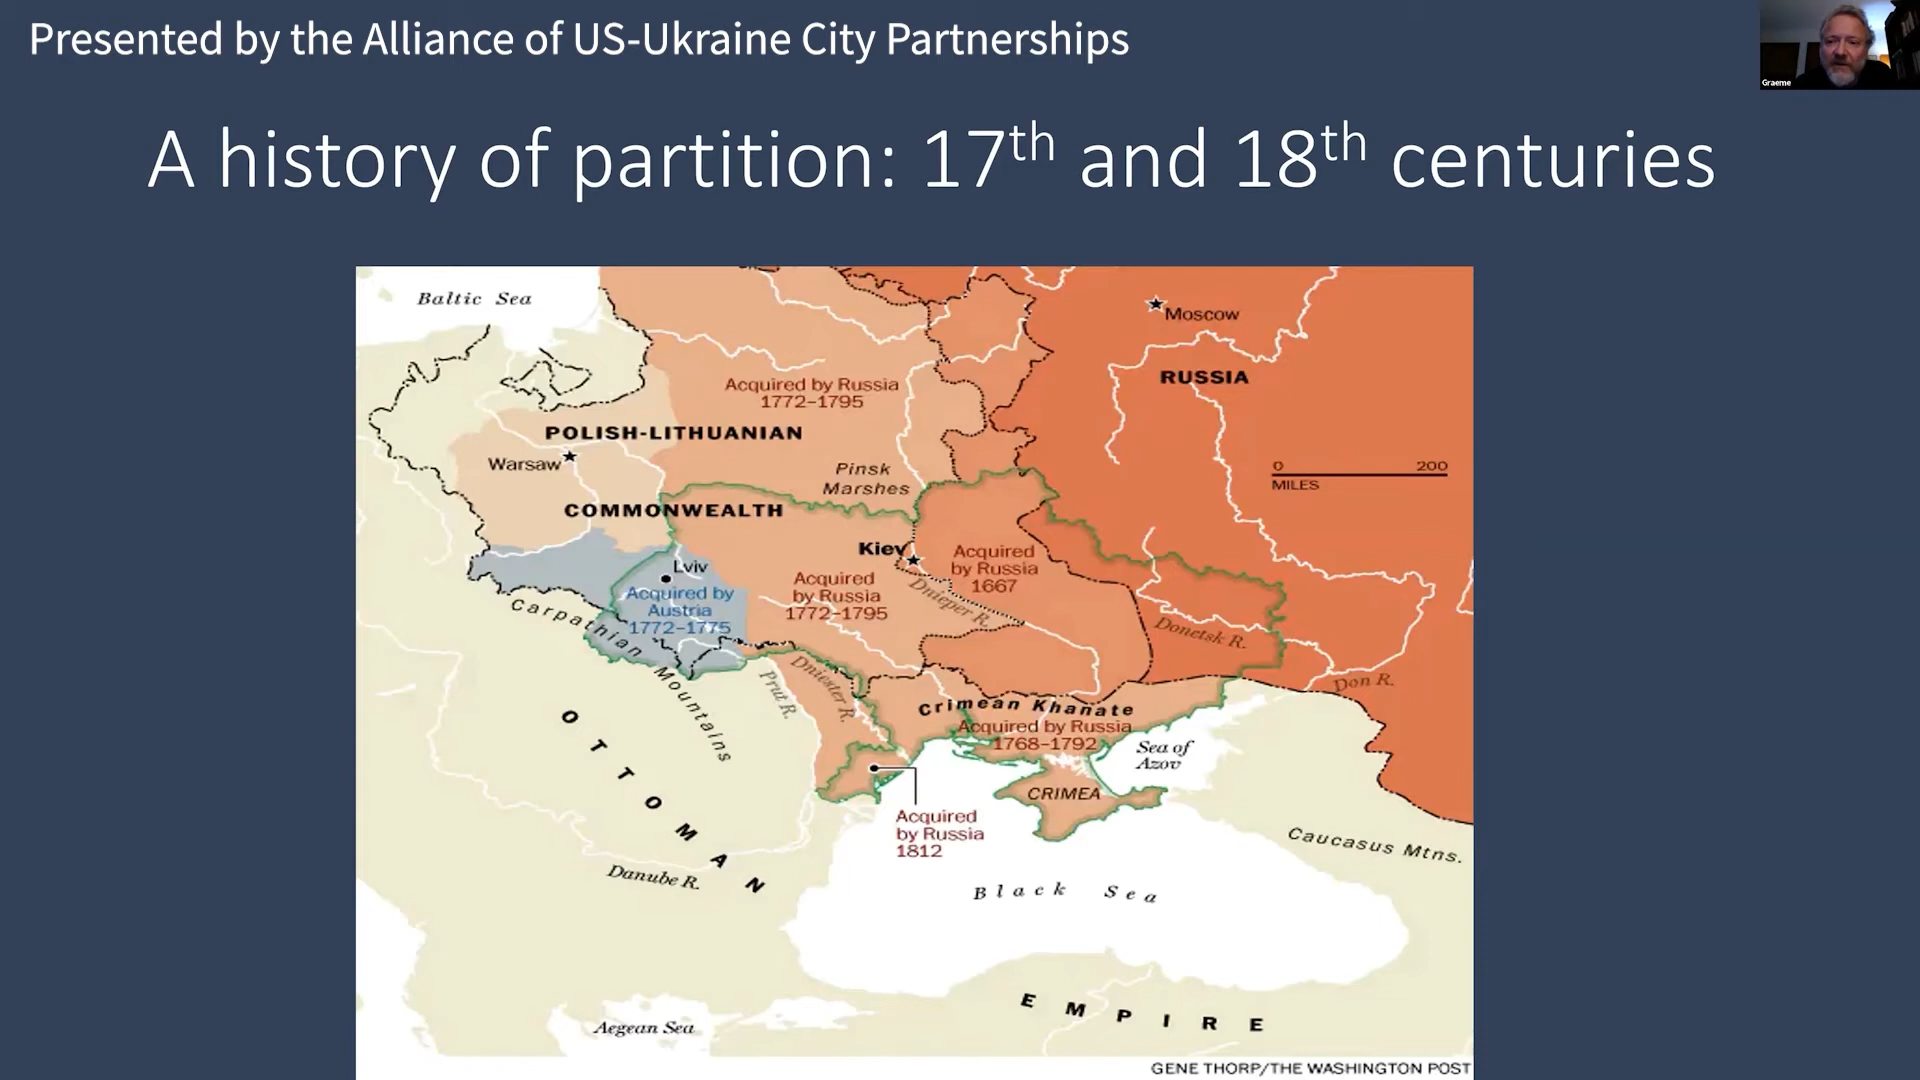 Presented by the Alliance of US-Ukraine City Partnerships
Graeme
A history of partition: 17th and 18th centuries
Baltic Sea
Moscow
RUSSIA
Acquired by Russia
1772–1795
POLISH-LITHUANIAN
Warsaw
Pinsk
Marshes
0 200
MILES
COMMONWEALTH
Kiev
Acquired
by Russia
1667
Lviv
Acquired by
Austria
1772–1775
Acquired
by Russia
1772–1795
Dnieper R.
Carpathian Mountains
Donetsk R.
Prut R.
Dniester R.
Don R.
Crimean Khanate
Acquired by Russia
1768–1792
Sea of
Azov
CRIMEA
OTTOMAN
Acquired
by Russia
1812
Caucasus Mtns.
Danube R.
Black Sea
EMPIRE
Aegean Sea
GENE THORP/THE WASHINGTON POST